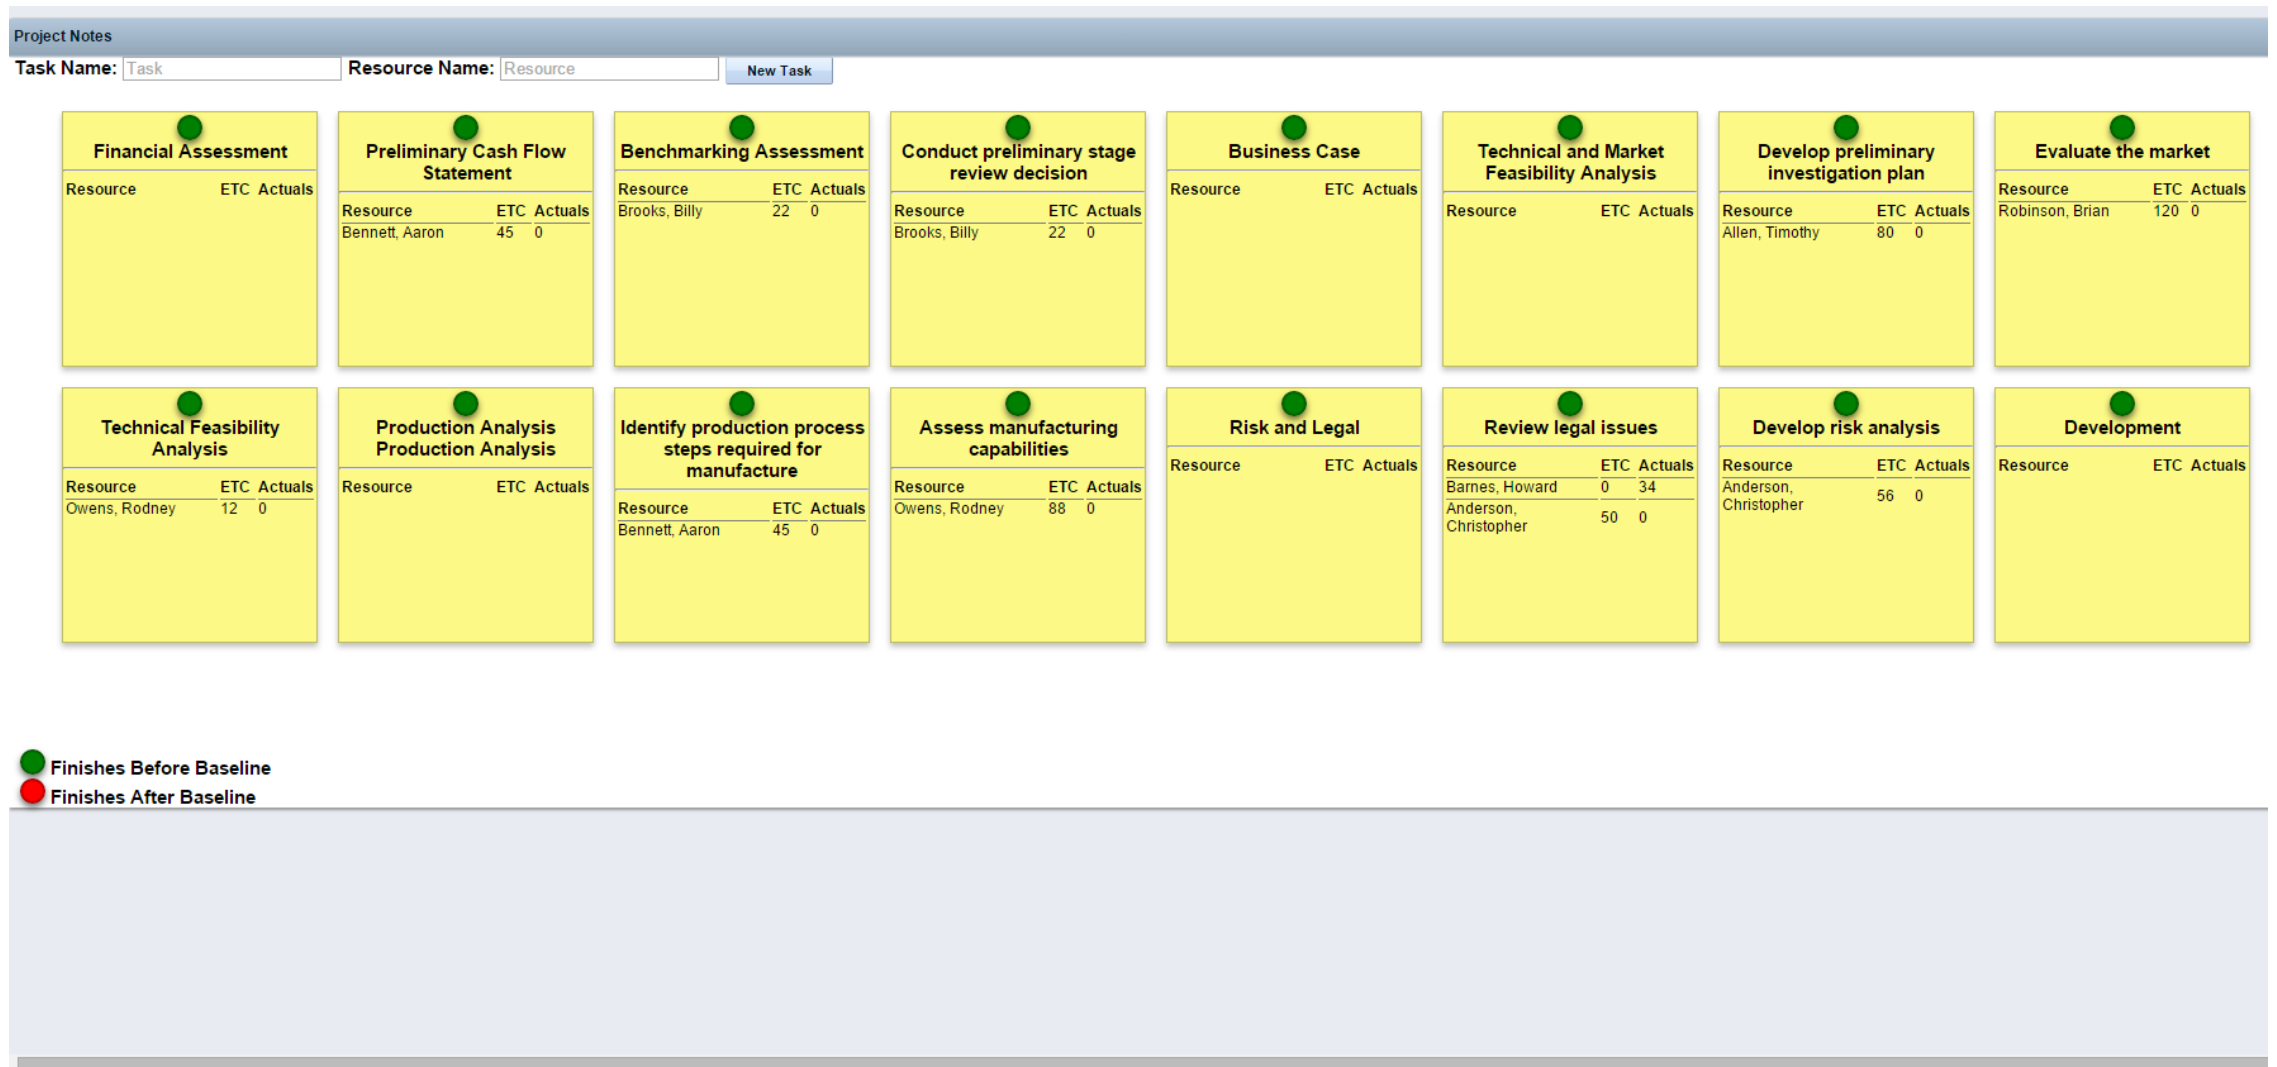 Project Notes
Task Name: Task Resource Name: Resource New Task
Financial Assessment
Resource ETC Actuals
Preliminary Cash Flow
Statement
Resource ETC Actuals
Bennett, Aaron 45 0
Benchmarking Assessment
Resource ETC Actuals
Brooks, Billy 22 0
Conduct preliminary stage
review decision
Resource ETC Actuals
Brooks, Billy 22 0
Business Case
Resource ETC Actuals
Technical and Market
Feasibility Analysis
Resource ETC Actuals
Develop preliminary
investigation plan
Resource ETC Actuals
Allen, Timothy 80 0
Evaluate the market
Resource ETC Actuals
Robinson, Brian 120 0
Technical Feasibility
Analysis
Resource ETC Actuals
Owens, Rodney 12 0
Production Analysis
Production Analysis
Resource ETC Actuals
Identify production process
steps required for
manufacture
Resource ETC Actuals
Bennett, Aaron 45 0
Assess manufacturing
capabilities
Resource ETC Actuals
Owens, Rodney 88 0
Risk and Legal
Resource ETC Actuals
Review legal issues
Resource ETC Actuals
Barnes, Howard 0 34
Anderson,
Christopher 50 0
Develop risk analysis
Resource ETC Actuals
Anderson,
Christopher 56 0
Development
Resource ETC Actuals
Finishes Before Baseline
Finishes After Baseline